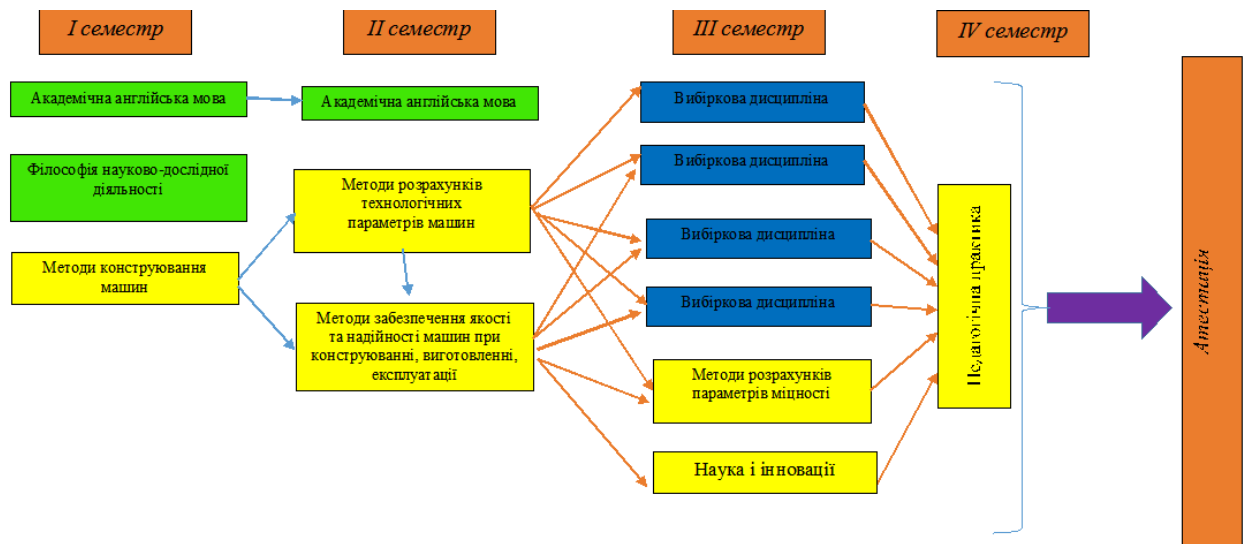 I семестр
II семестр
III семестр
IV семестр
Академічна англійська мова
Філософія науково-дослідної
діяльності
Методи конструювання
машин
Академічна англійська мова
Методи розрахунків
технологічних
параметрів машин
Методи забезпечення якості
та надійності машин при
конструюванні, виготовленні,
експлуатації
Вибіркова дисципліна
Вибіркова дисципліна
Вибіркова дисципліна
Вибіркова дисципліна
Методи розрахунків
параметрів міцності
Наука і інновації
Педагогічна практика
Атестація